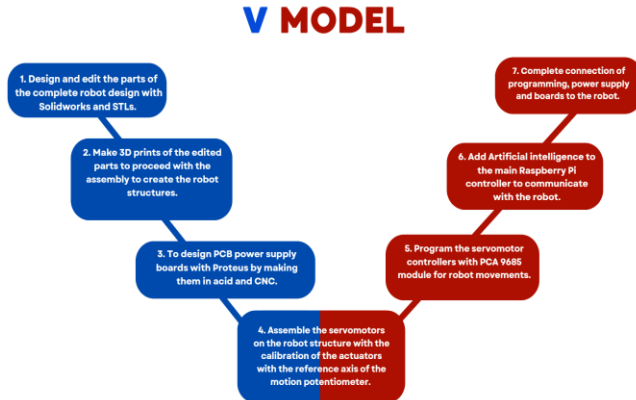 V MODEL
1. Design and edit the parts of
the complete robot design with
Solidworks and STLs.
2. Make 3D prints of the edited
parts to proceed with the
assembly to create the robot
structures.
3. To design PCB power supply
boards with Proteus by making
them in acid and CNC.
4. Assemble the servomotors
on the robot structure with the
calibration of the actuators
with the reference axis of the
motion potentiometer.
5. Program the servomotor
controllers with PCA 9685
module for robot movements.
6. Add Artificial intelligence to
the main Raspberry Pi
controller to communicate
with the robot.
7. Complete connection of
programming, power supply
and boards to the robot.